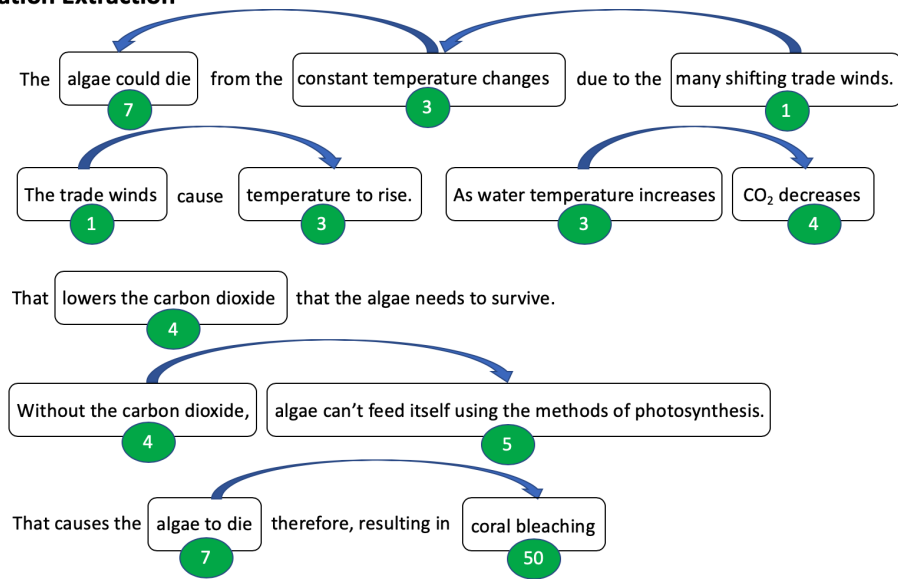 ation Extraction
The algae could die from the constant temperature changes due to the many shifting trade winds.
7 3 1
The trade winds cause temperature to rise. As water temperature increases CO₂ decreases
1 3 3 4
That lowers the carbon dioxide that the algae needs to survive.
4
Without the carbon dioxide, algae can’t feed itself using the methods of photosynthesis.
4 5
That causes the algae to die therefore, resulting in coral bleaching
7 50